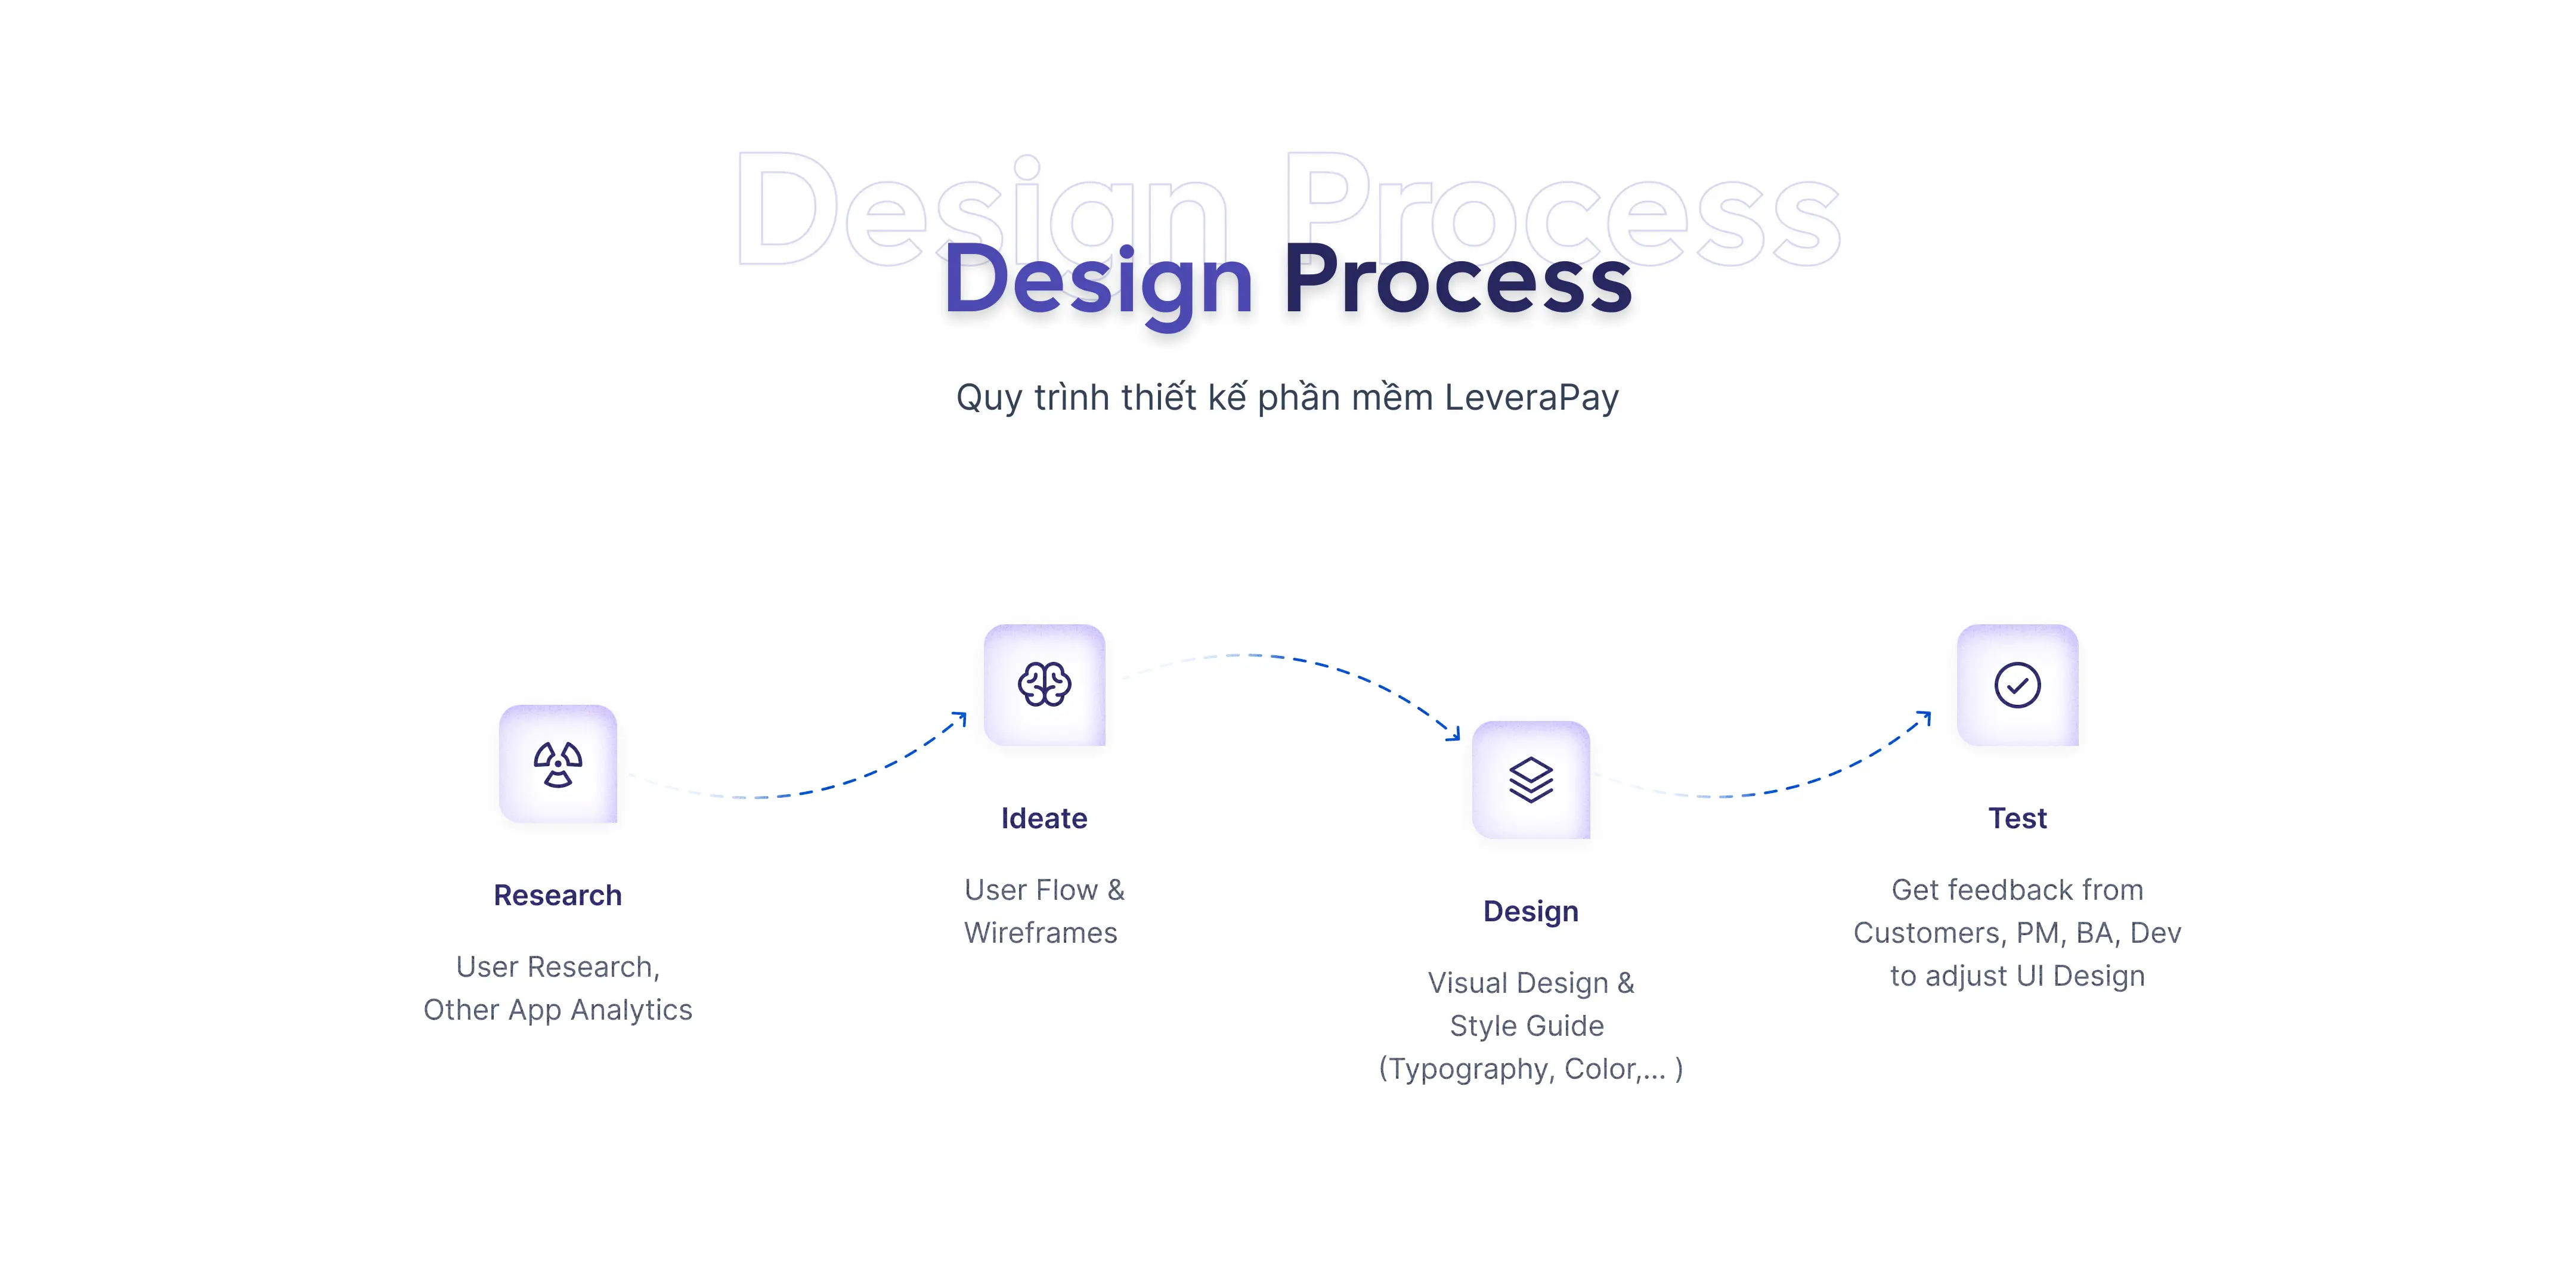 Design Process
Design Process
Quy trình thiết kế phần mềm LeveraPay
Research
User Research,
Other App Analytics
Ideate
User Flow &
Wireframes
Design
Visual Design &
Style Guide
(Typography, Color,... )
Test
Get feedback from
Customers, PM, BA, Dev
to adjust UI Design